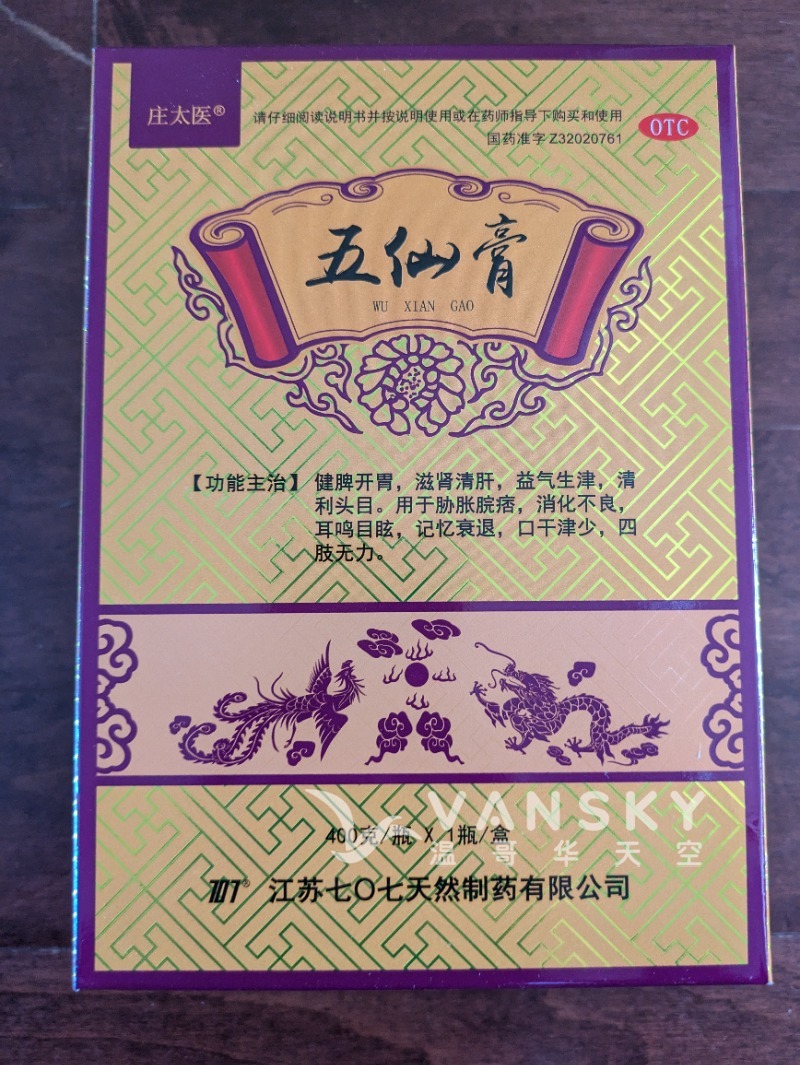 庄太医®
请仔细阅读说明书并按说明使用或在药师指导下购买和使用
国药准字Z32020761
OTC
五仙膏
WU XIAN GAO
【功能主治】 健脾开胃，滋肾清肝，益气生津，清
利头目。用于胁胀脘痞，消化不良，
耳鸣目眩，记忆衰退，口干津少，四
肢无力。
VANSKY
温哥华天空
400克/瓶 X 1瓶/盒
707® 江苏七〇七天然制药有限公司